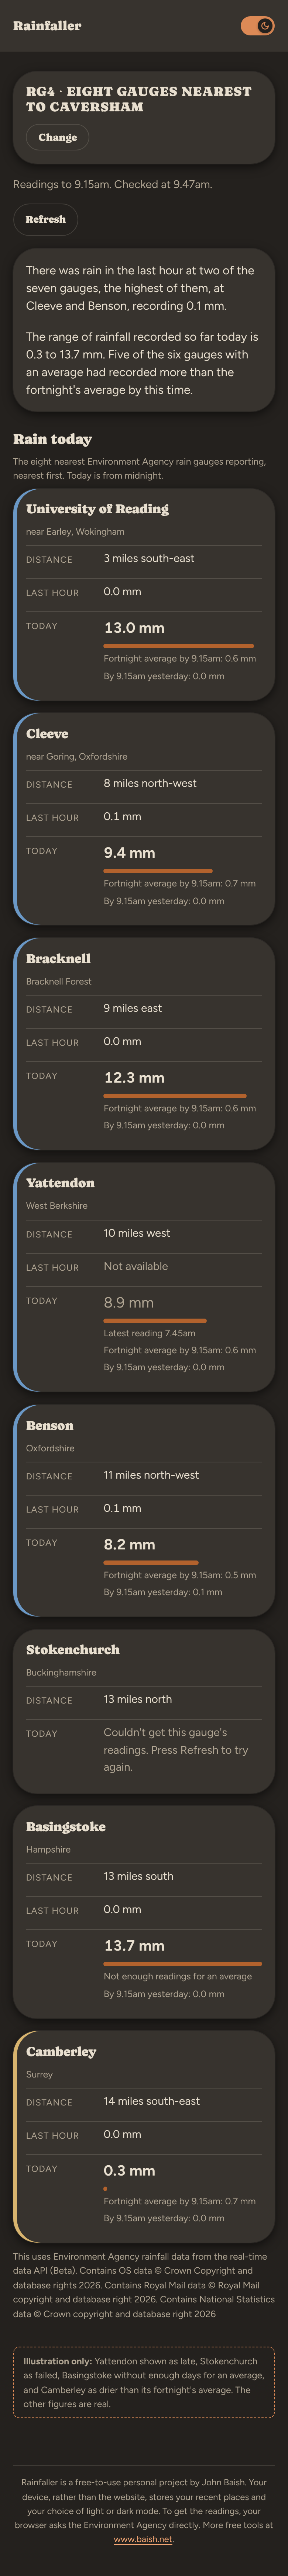 Rainfaller
RG4 · EIGHT GAUGES NEAREST
TO CAVERSHAM
Change
Readings to 9.15am. Checked at 9.47am.
Refresh
There was rain in the last hour at two of the
seven gauges, the highest of them, at
Cleeve and Benson, recording 0.1 mm.
The range of rainfall recorded so far today is
0.3 to 13.7 mm. Five of the six gauges with
an average had recorded more than the
fortnight's average by this time.
Rain today
The eight nearest Environment Agency rain gauges reporting,
nearest first. Today is from midnight.
University of Reading
near Earley, Wokingham
DISTANCE 3 miles south-east
LAST HOUR 0.0 mm
TODAY 13.0 mm
Fortnight average by 9.15am: 0.6 mm
By 9.15am yesterday: 0.0 mm
Cleeve
near Goring, Oxfordshire
DISTANCE 8 miles north-west
LAST HOUR 0.1 mm
TODAY 9.4 mm
Fortnight average by 9.15am: 0.7 mm
By 9.15am yesterday: 0.0 mm
Bracknell
Bracknell Forest
DISTANCE 9 miles east
LAST HOUR 0.0 mm
TODAY 12.3 mm
Fortnight average by 9.15am: 0.6 mm
By 9.15am yesterday: 0.0 mm
Yattendon
West Berkshire
DISTANCE 10 miles west
LAST HOUR Not available
TODAY 8.9 mm
Latest reading 7.45am
Fortnight average by 9.15am: 0.6 mm
By 9.15am yesterday: 0.0 mm
Benson
Oxfordshire
DISTANCE 11 miles north-west
LAST HOUR 0.1 mm
TODAY 8.2 mm
Fortnight average by 9.15am: 0.5 mm
By 9.15am yesterday: 0.1 mm
Stokenchurch
Buckinghamshire
DISTANCE 13 miles north
TODAY Couldn't get this gauge's
readings. Press Refresh to try
again.
Basingstoke
Hampshire
DISTANCE 13 miles south
LAST HOUR 0.0 mm
TODAY 13.7 mm
Not enough readings for an average
By 9.15am yesterday: 0.0 mm
Camberley
Surrey
DISTANCE 14 miles south-east
LAST HOUR 0.0 mm
TODAY 0.3 mm
Fortnight average by 9.15am: 0.7 mm
By 9.15am yesterday: 0.0 mm
This uses Environment Agency rainfall data from the real-time
data API (Beta). Contains OS data © Crown Copyright and
database rights 2026. Contains Royal Mail data © Royal Mail
copyright and database right 2026. Contains National Statistics
data © Crown copyright and database right 2026
Illustration only: Yattendon shown as late, Stokenchurch
as failed, Basingstoke without enough days for an average,
and Camberley as drier than its fortnight's average. The
other figures are real.
Rainfaller is a free-to-use personal project by John Baish. Your
device, rather than the website, stores your recent places and
your choice of light or dark mode. To get the readings, your
browser asks the Environment Agency directly. More free tools at
www.baish.net.